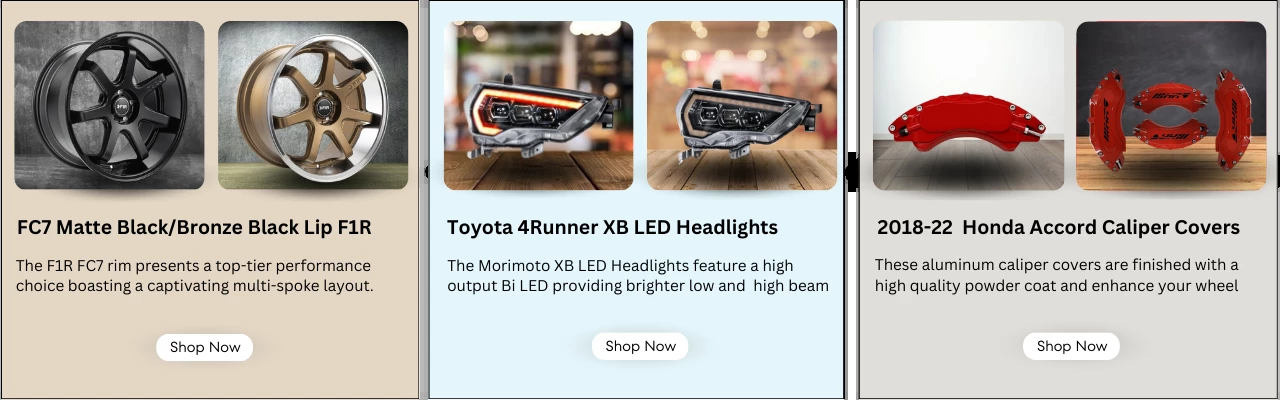 FC7 Matte Black/Bronze Black Lip F1R
The F1R FC7 rim presents a top-tier performance
choice boasting a captivating multi-spoke layout.
Shop Now
Toyota 4Runner XB LED Headlights
The Morimoto XB LED Headlights feature a high
output Bi LED providing brighter low and  high beam
Shop Now
2018-22  Honda Accord Caliper Covers
These aluminum caliper covers are finished with a
high quality powder coat and enhance your wheel
Shop Now